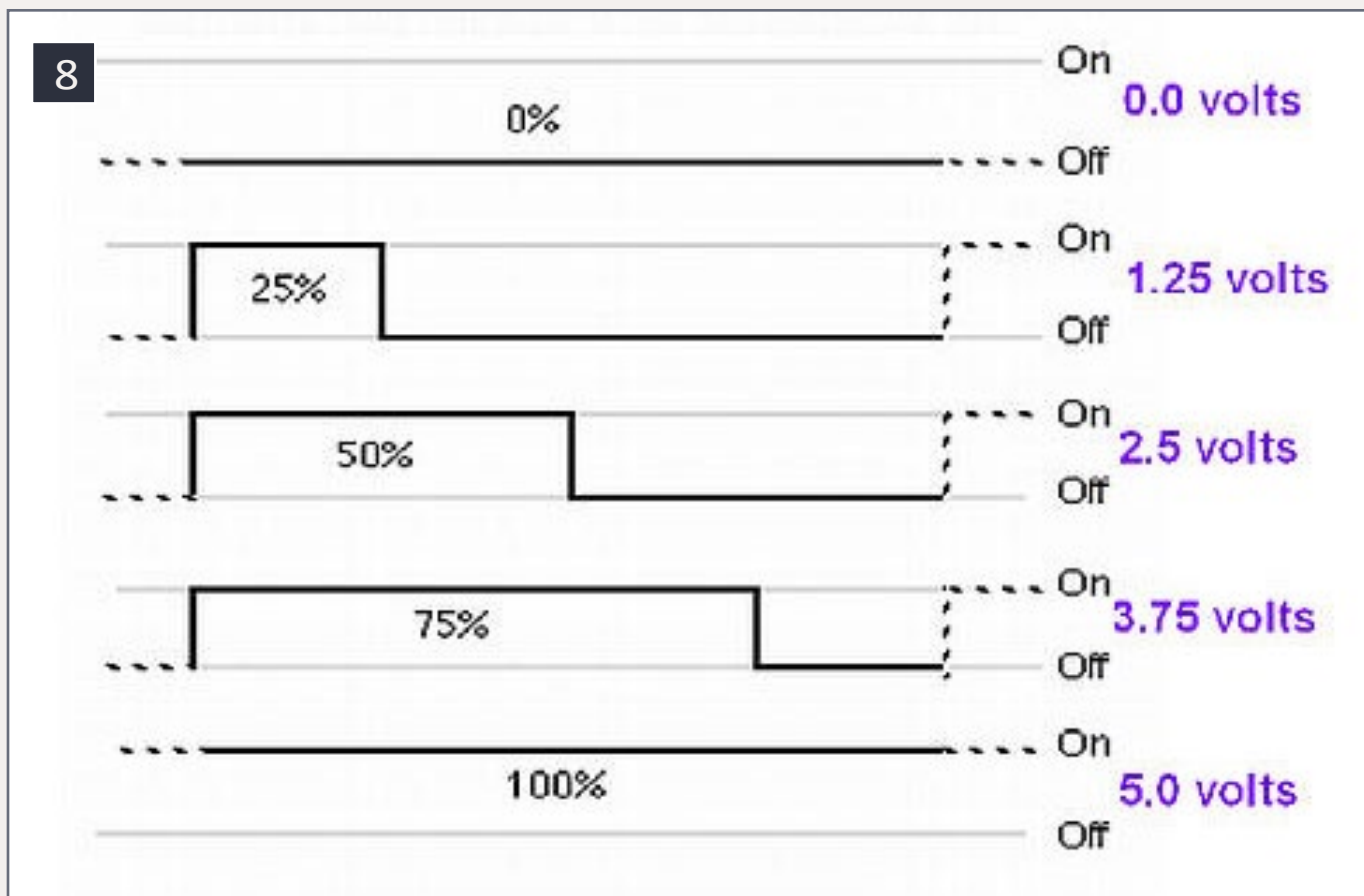 8
On
0.0 volts
0%
Off
On
1.25 volts
25%
Off
On
2.5 volts
50%
Off
On
3.75 volts
75%
Off
On
100%
5.0 volts
Off